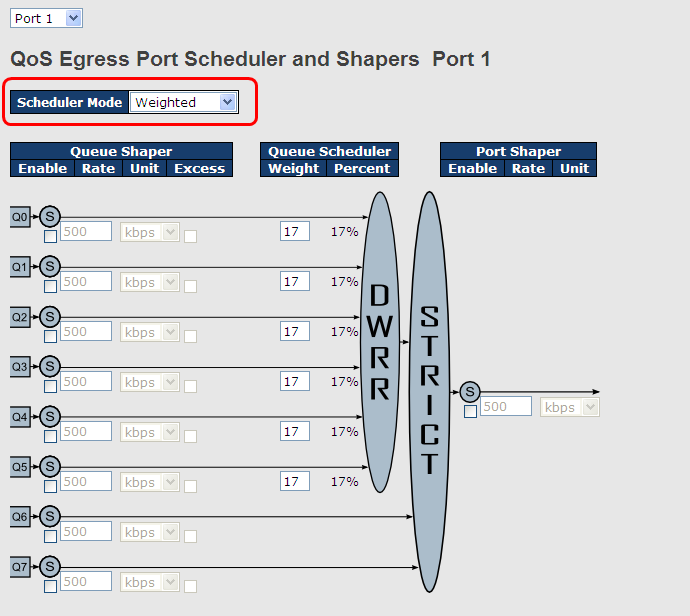 Port 1
QoS Egress Port Scheduler and Shapers Port 1
Scheduler Mode Weighted
Queue Shaper Queue Scheduler Port Shaper
Enable Rate Unit Excess Weight Percent Enable Rate Unit
Q0 S
500 kbps 17 17%
Q1 S
500 kbps 17 17%
Q2 S
500 kbps 17 17%
Q3 S
500 kbps 17 17%
Q4 S
500 kbps 17 17%
Q5 S
500 kbps 17 17%
Q6 S
500 kbps
Q7 S
500 kbps
DWRR
STRICT
S
500 kbps